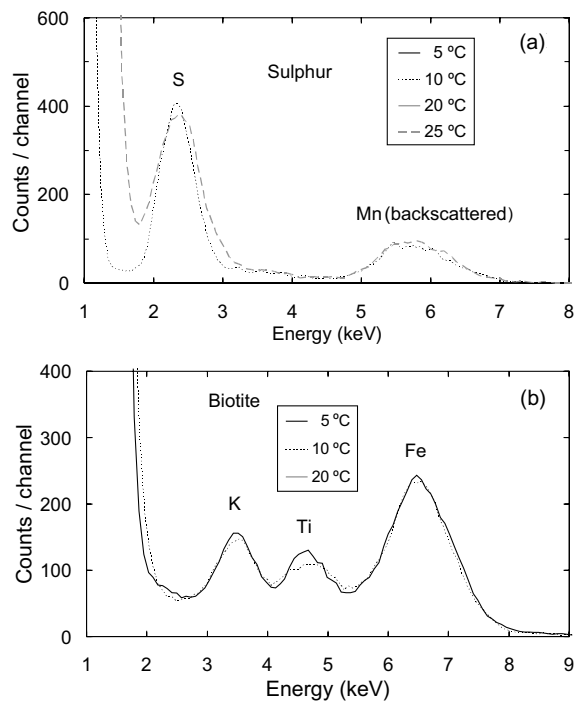 600
400
200
0
Counts / channel
(a)
5 ºC
10 ºC
20 ºC
25 ºC
Sulphur
S
Mn (backscattered)
1 2 3 4 5 6 7 8
Energy (keV)
400
300
200
100
0
Counts / channel
(b)
Biotite
5 ºC
10 ºC
20 ºC
K
Ti
Fe
1 2 3 4 5 6 7 8 9
Energy (keV)